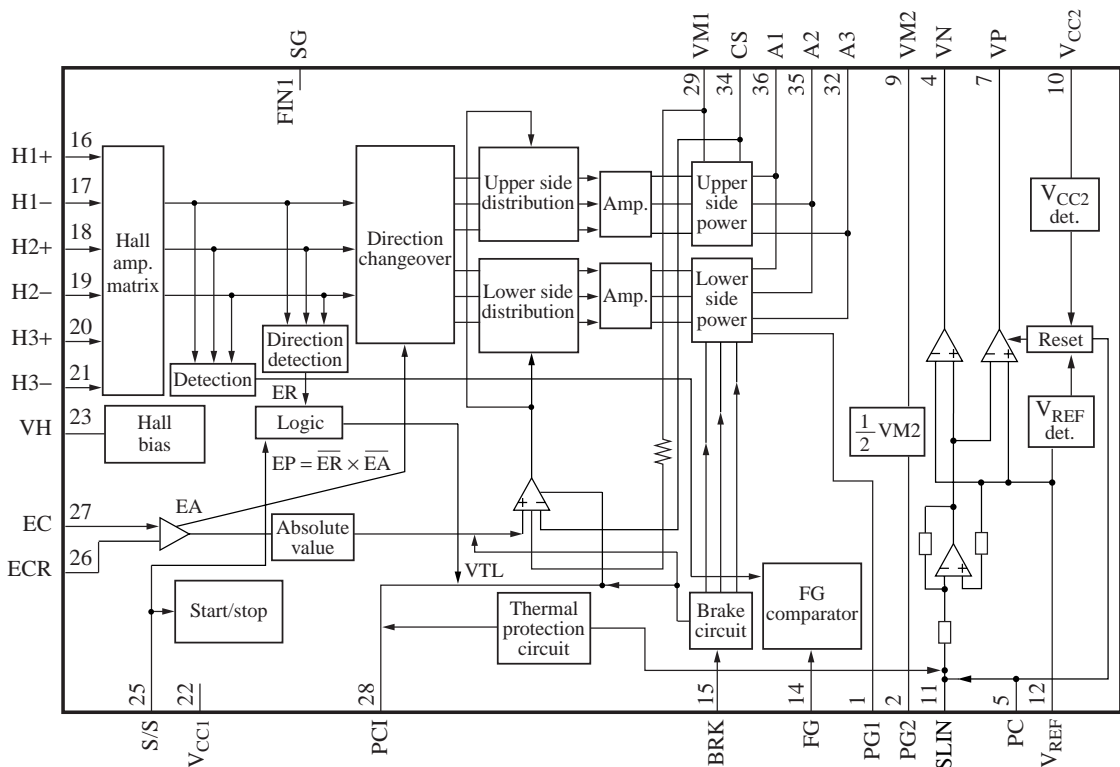 SG
VM1
CS
A1
A2
A3
VM2
VN
VP
VCC2
FIN1
29
34
36
35
32
9
4
7
10
H1+ 16
H1− 17
H2+ 18
H2− 19
H3+ 20
H3− 21
VH 23
EC 27
ECR 26
Hall
amp.
matrix
Direction
changeover
Upper side
distribution
Amp.
Upper
side
power
Lower side
distribution
Amp.
Lower
side
power
VCC2
det.
Reset
VREF
det.
Direction
detection
Detection
ER
Logic
Hall
bias
EP = ER × EA
EA
Absolute
value
VTL
1/2 VM2
+ −
− +
− +
− +
Start/stop
Thermal
protection
circuit
Brake
circuit
FG
comparator
25
22
28
15
14
1
2
11
5
12
S/S
VCC1
PCI
BRK
FG
PG1
PG2
SLIN
PC
VREF